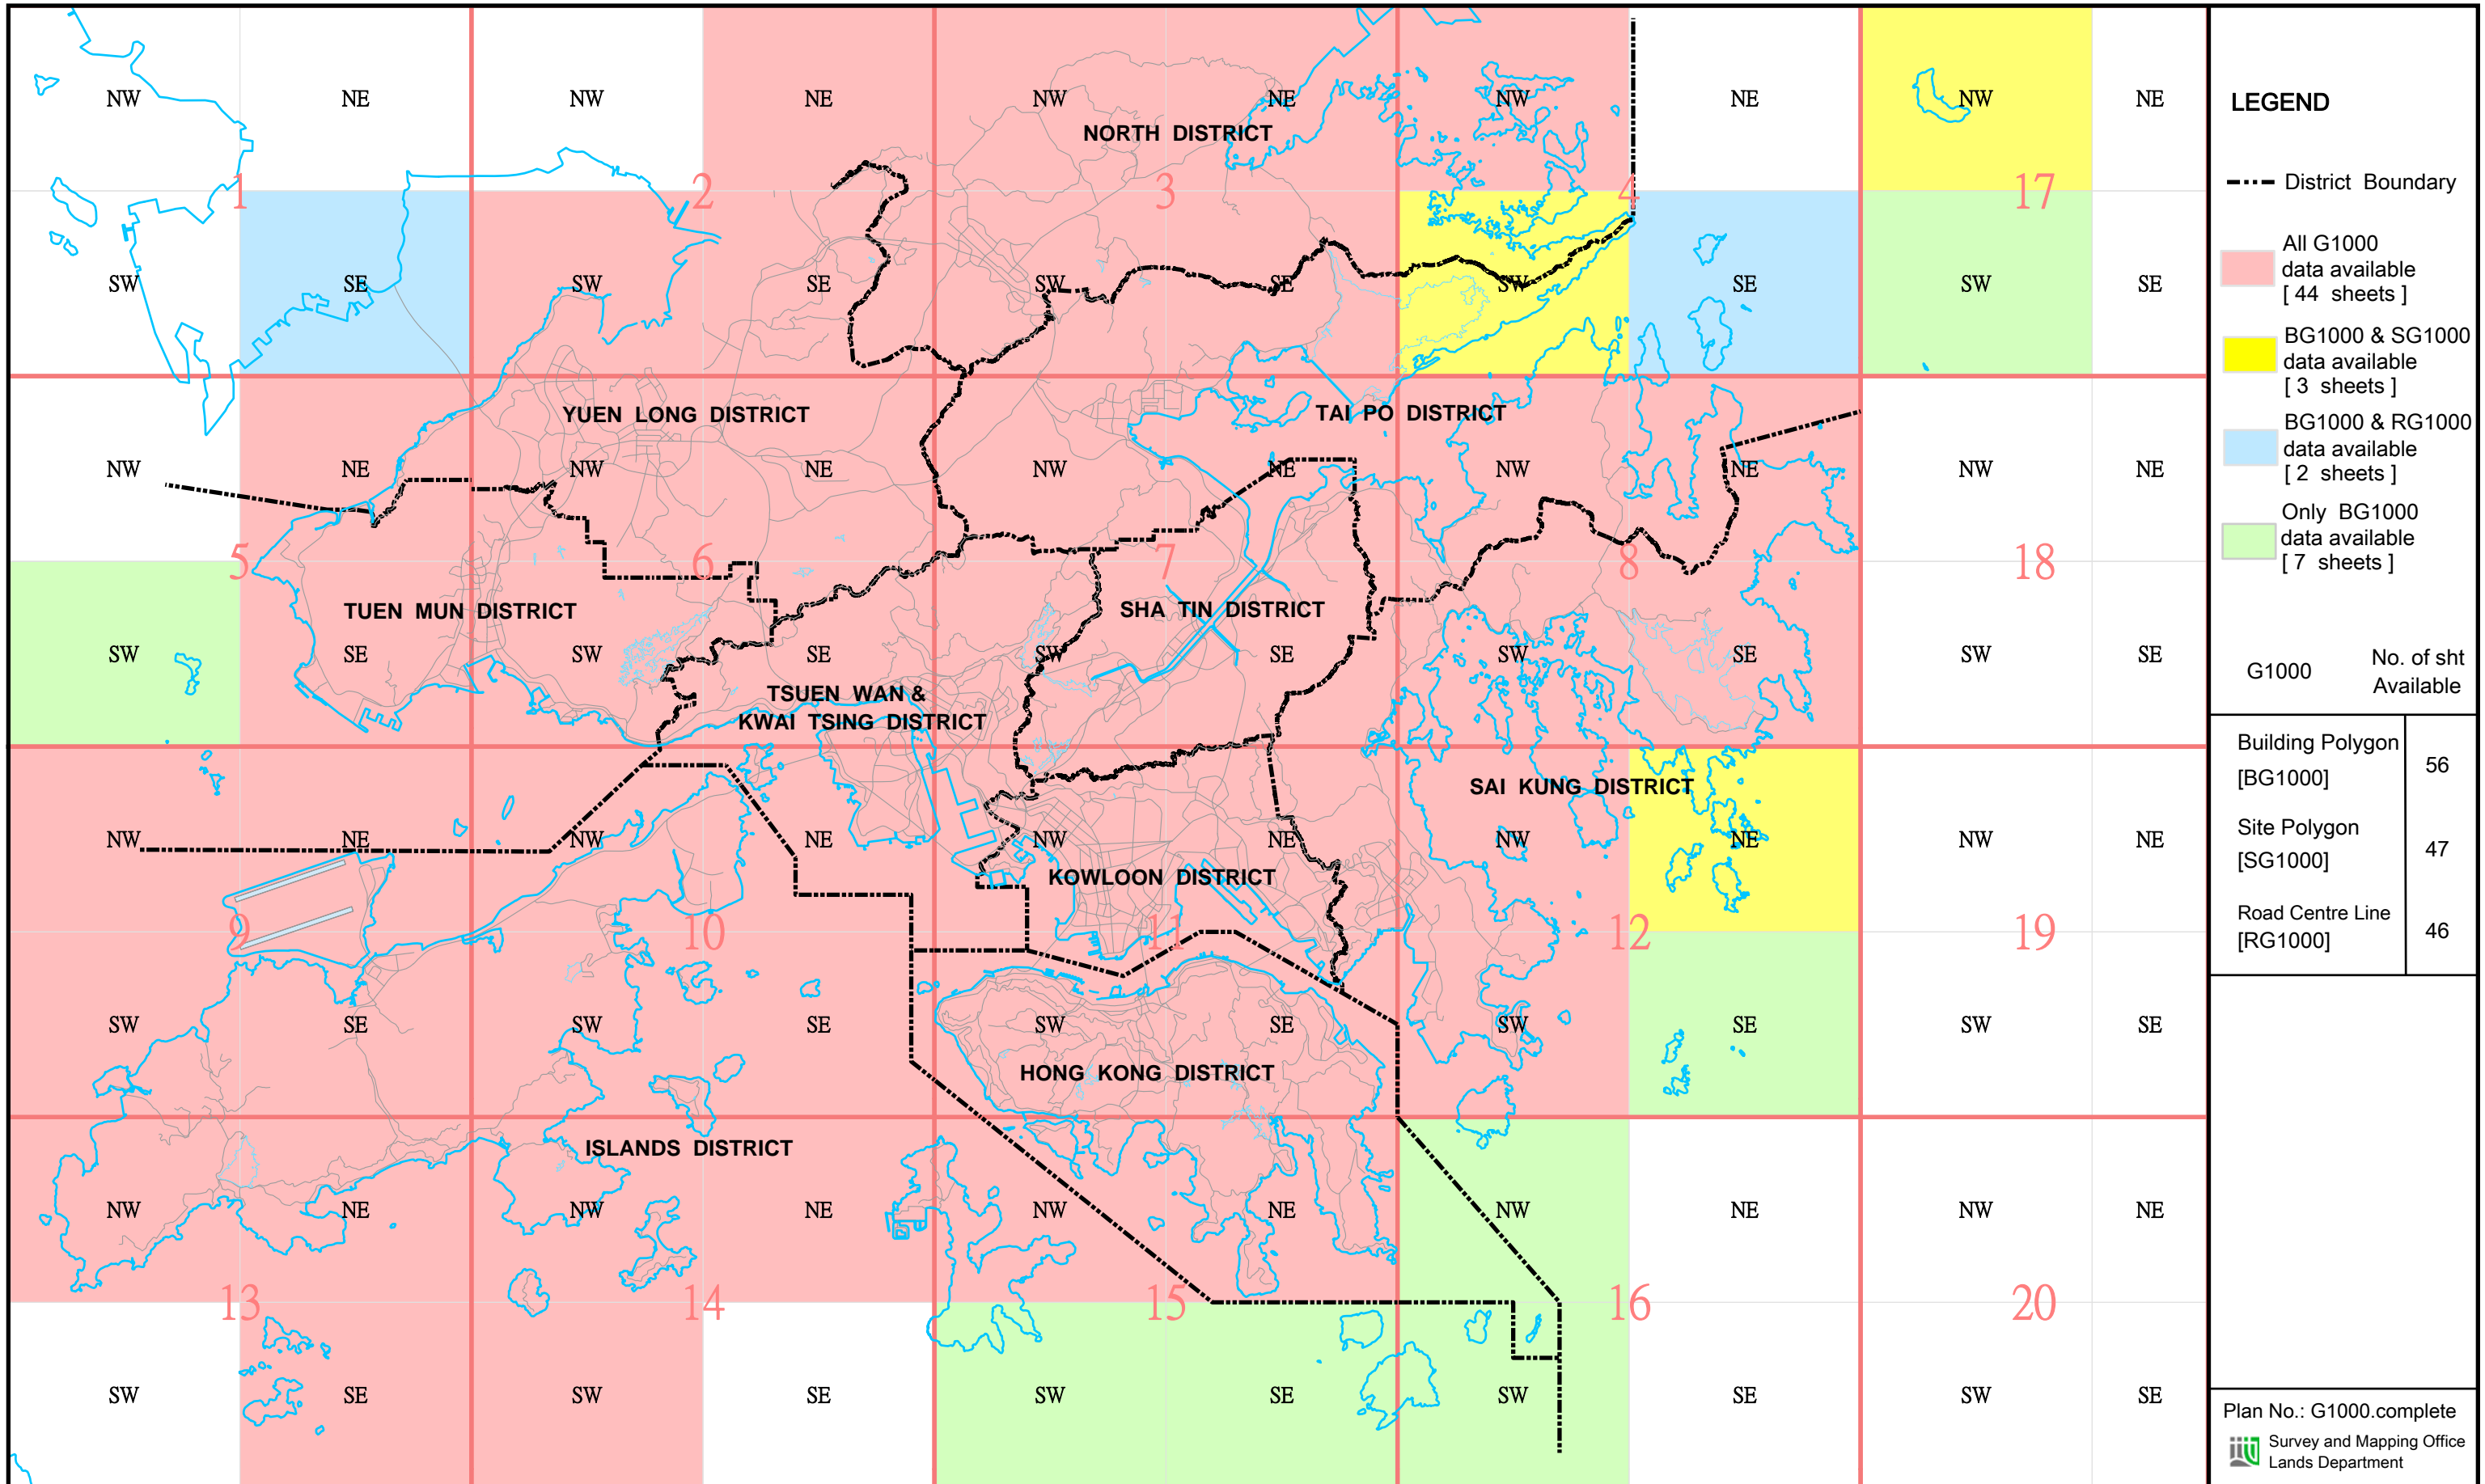 NW NE NW NE NW NE NW NE NW NE
NORTH DISTRICT
1 2 3 4 17
SW SE SW SE SW SE SW SE SW SE
YUEN LONG DISTRICT TAI PO DISTRICT
NW NE NW NE NW NE NW NE NW NE
5 6 7 8 18
TUEN MUN DISTRICT SHA TIN DISTRICT
SW SE SW SE SW SE SW SE SW SE
TSUEN WAN &
KWAI TSING DISTRICT
SAI KUNG DISTRICT
NW NE NW NE NW NE NW NE NW NE
KOWLOON DISTRICT
9 10 11 12 19
SW SE SW SE SW SE SW SE SW SE
HONG KONG DISTRICT
ISLANDS DISTRICT
NW NE NW NE NW NE NW NE NW NE
13 14 15 16 20
SW SE SW SE SW SE SW SE SW SE
LEGEND
District Boundary
All G1000
data available
[ 44 sheets ]
BG1000 & SG1000
data available
[ 3 sheets ]
BG1000 & RG1000
data available
[ 2 sheets ]
Only BG1000
data available
[ 7 sheets ]
G1000 No. of sht
Available
Building Polygon
[BG1000] 56
Site Polygon
[SG1000] 47
Road Centre Line
[RG1000] 46
Plan No.: G1000.complete
Survey and Mapping Office
Lands Department